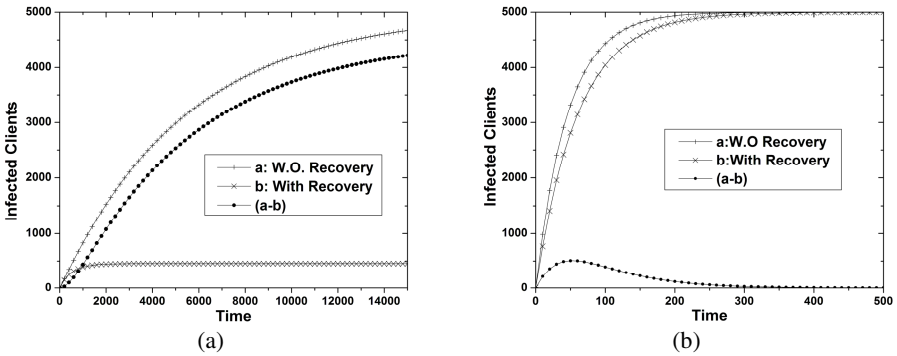 5000
4000
3000
2000
1000
0
Infected Clients
a: W.O. Recovery
b: With Recovery
(a-b)
0 2000 4000 6000 8000 10000 12000 14000
Time
(a)
5000
4000
3000
2000
1000
0
Infected Clients
a:W.O Recovery
b:With Recovery
(a-b)
0 100 200 300 400 500
Time
(b)